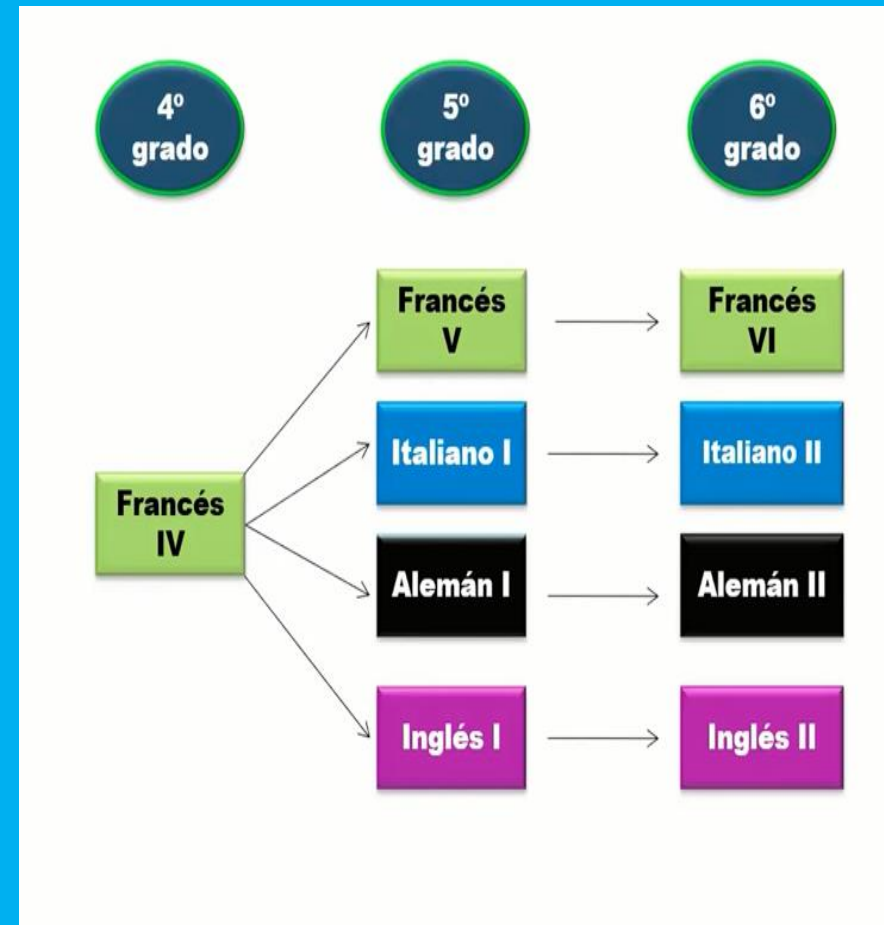 4º
grado
5º
grado
6º
grado
Francés
V
Francés
VI
Italiano I
Italiano II
Francés
IV
Alemán I
Alemán II
Inglés I
Inglés II